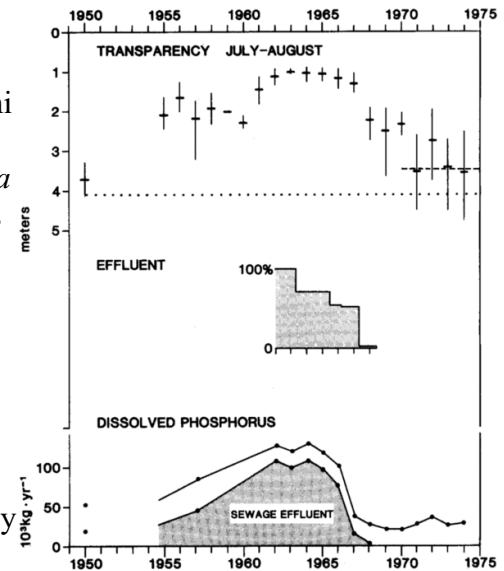 1950 1955 1960 1965 1970 1975
0
TRANSPARENCY JULY–AUGUST
1
ni
2
3
a
4
meters
5
EFFLUENT
100%
0
DISSOLVED PHOSPHORUS
100
50
SEWAGE EFFLUENT
y
10³kg·yr⁻¹
0
1950 1955 1960 1965 1970 1975